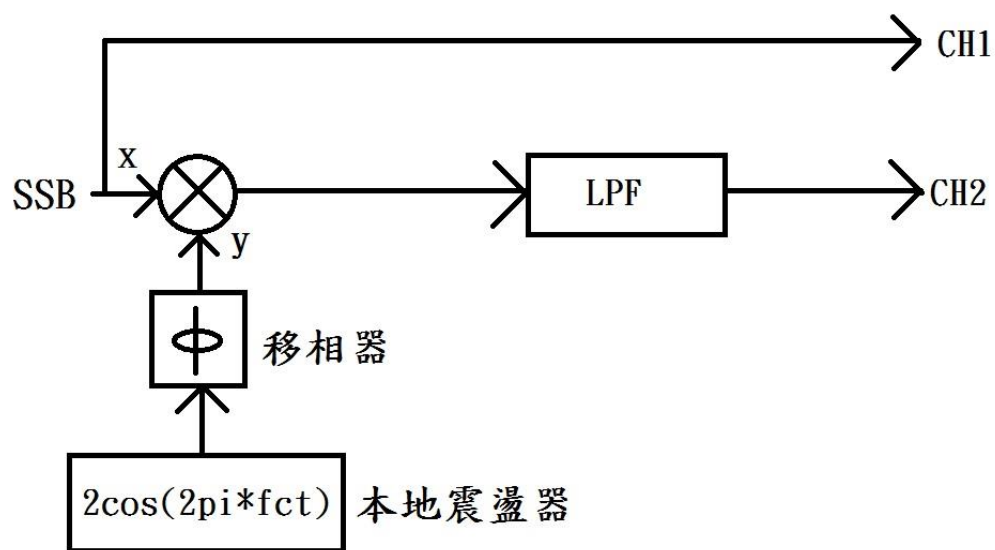 CH1
x
SSB
LPF
CH2
y
移相器
2cos(2pi*fct)
本地震盪器